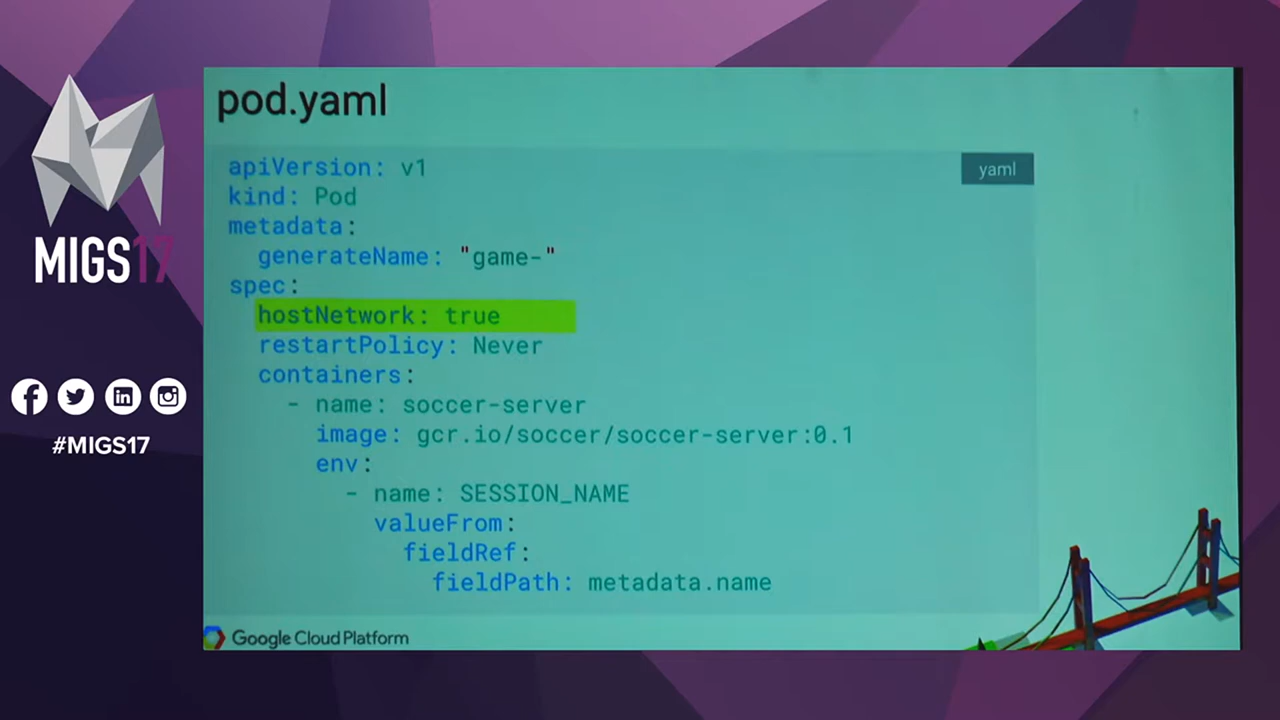 MIGS17
#MIGS17
pod.yaml
yaml
apiVersion: v1
kind: Pod
metadata:
generateName: "game-"
spec:
hostNetwork: true
restartPolicy: Never
containers:
- name: soccer-server
image: gcr.io/soccer/soccer-server:0.1
env:
- name: SESSION_NAME
valueFrom:
fieldRef:
fieldPath: metadata.name
Google Cloud Platform